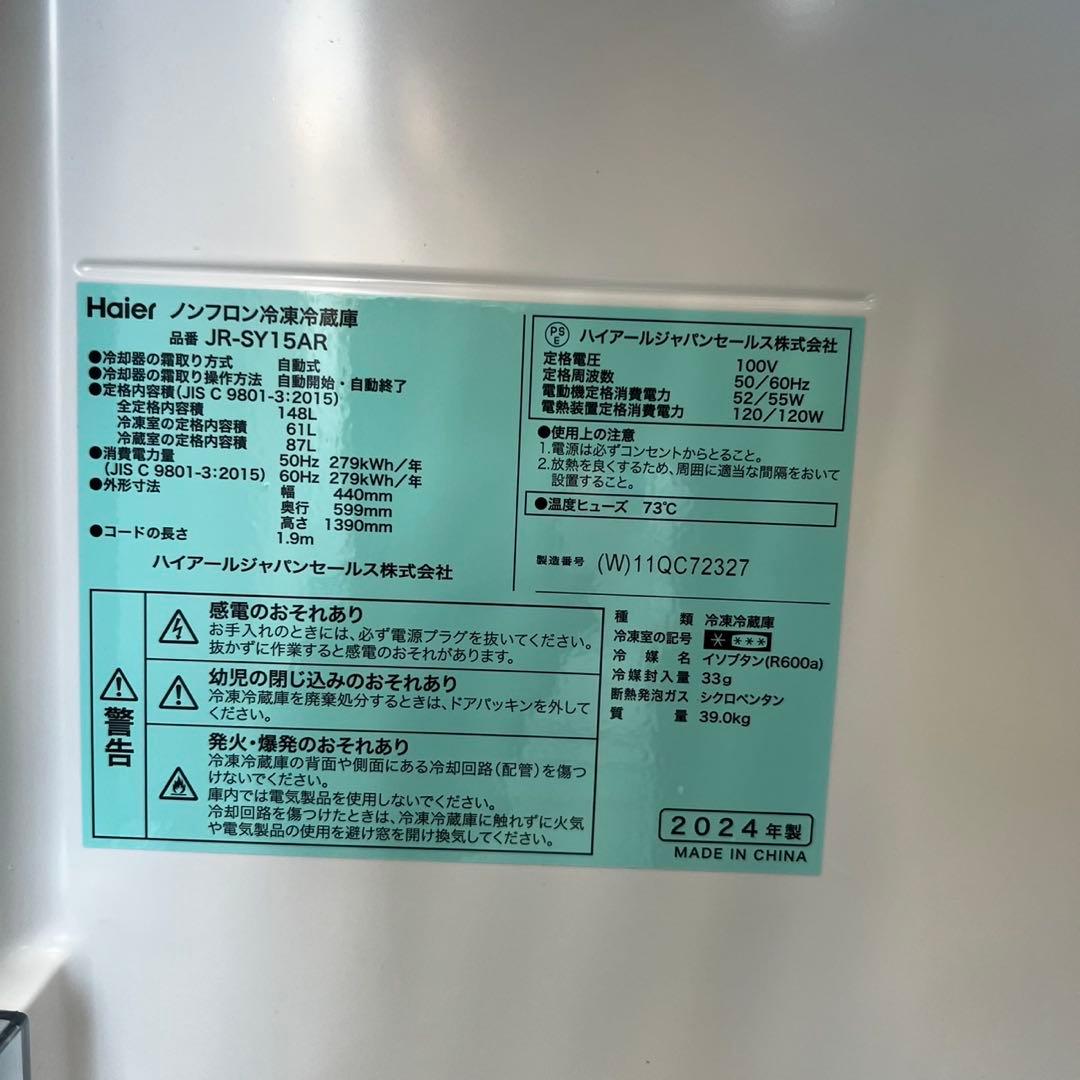 Haier ノンフロン冷凍冷蔵庫
品番 JR-SY15AR
●冷却器の霜取り方式 自動式
●冷却器の霜取り操作方法 自動開始・自動終了
●定格内容積(JIS C 9801-3:2015)
全定格内容積 148L
冷凍室の定格内容積 61L
冷蔵室の定格内容積 87L
●消費電力量 50Hz 279kWh/年
(JIS C 9801-3:2015) 60Hz 279kWh/年
●外形寸法 幅 440mm
奥行 599mm
高さ 1390mm
●コードの長さ 1.9m
ハイアールジャパンセールス株式会社
PS
E
ハイアールジャパンセールス株式会社
定格電圧 100V
定格周波数 50/60Hz
電動機定格消費電力 52/55W
電熱装置定格消費電力 120/120W
●使用上の注意
1.電源は必ずコンセントからとること。
2.放熱を良くするため、周囲に適当な間隔をおいて
設置すること。
●温度ヒューズ 73℃
製造番号 (W)11QC72327
警告
感電のおそれあり
お手入れのときには、必ず電源プラグを抜いてください。
抜かずに作業すると感電のおそれがあります。
幼児の閉じ込みのおそれあり
冷凍冷蔵庫を廃棄処分するときは、ドアパッキンを外して
ください。
発火・爆発のおそれあり
冷凍冷蔵庫の背面や側面にある冷却回路(配管)を傷つ
けないでください。
庫内では電気製品を使用しないでください。
冷却回路を傷つけたときは、冷凍冷蔵庫に触れずに火気
や電気製品の使用を避け窓を開け換気してください。
種類 冷凍冷蔵庫
冷凍室の記号 * ***
冷媒名 イソブタン(R600a)
冷媒封入量 33g
断熱発泡ガス シクロペンタン
質量 39.0kg
2024年製
MADE IN CHINA